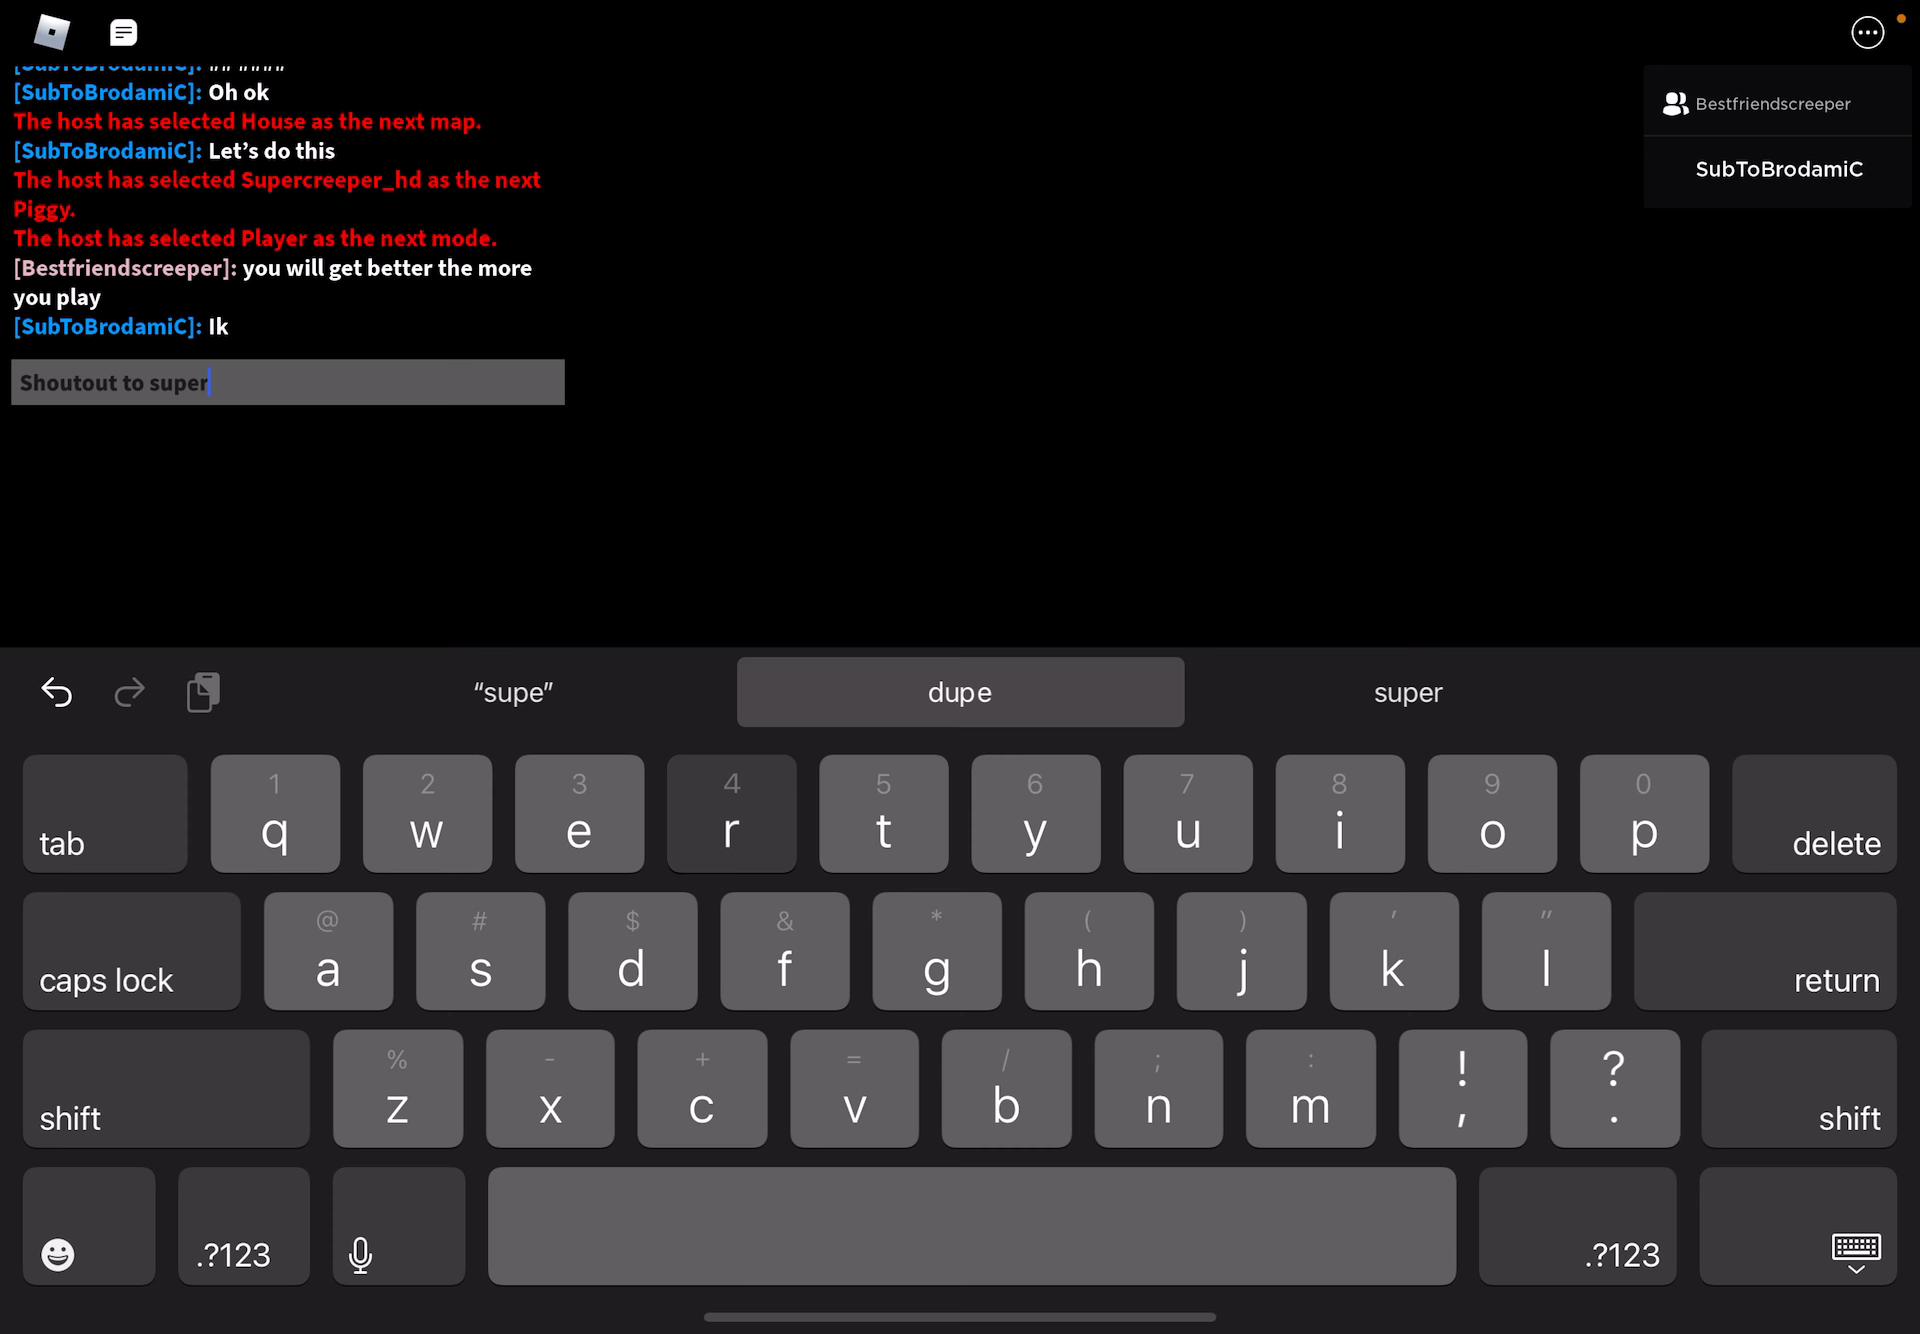 [SubToBrodamiC]: ## ####
[SubToBrodamiC]: Oh ok
The host has selected House as the next map.
[SubToBrodamiC]: Let’s do this
The host has selected Supercreeper_hd as the next
Piggy.
The host has selected Player as the next mode.
[Bestfriendscreeper]: you will get better the more
you play
[SubToBrodamiC]: Ik
Shoutout to super
Bestfriendscreeper
SubToBrodamiC
“supe” dupe super
1 2 3 4 5 6 7 8 9 0
tab q w e r t y u i o p delete
@ # $ & * ( ) ' "
caps lock a s d f g h j k l return
% - + = / ; : ! ?
shift z x c v b n m , . shift
.?123 .?123